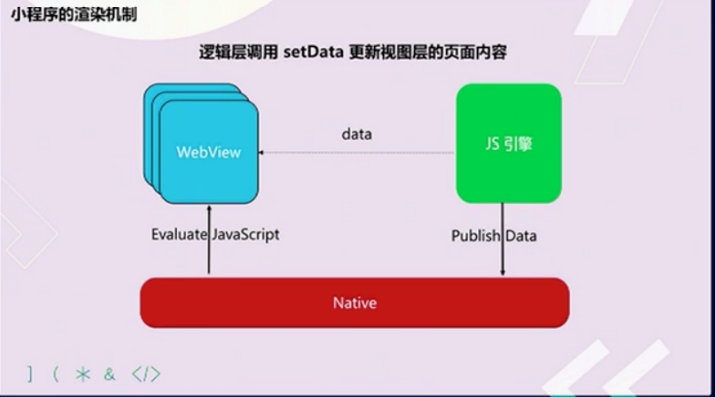 小程序的渲染机制
逻辑层调用 setData 更新视图层的页面内容
WebView
data
JS 引擎
Evaluate JavaScript
Publish Data
Native
] ( * & </>